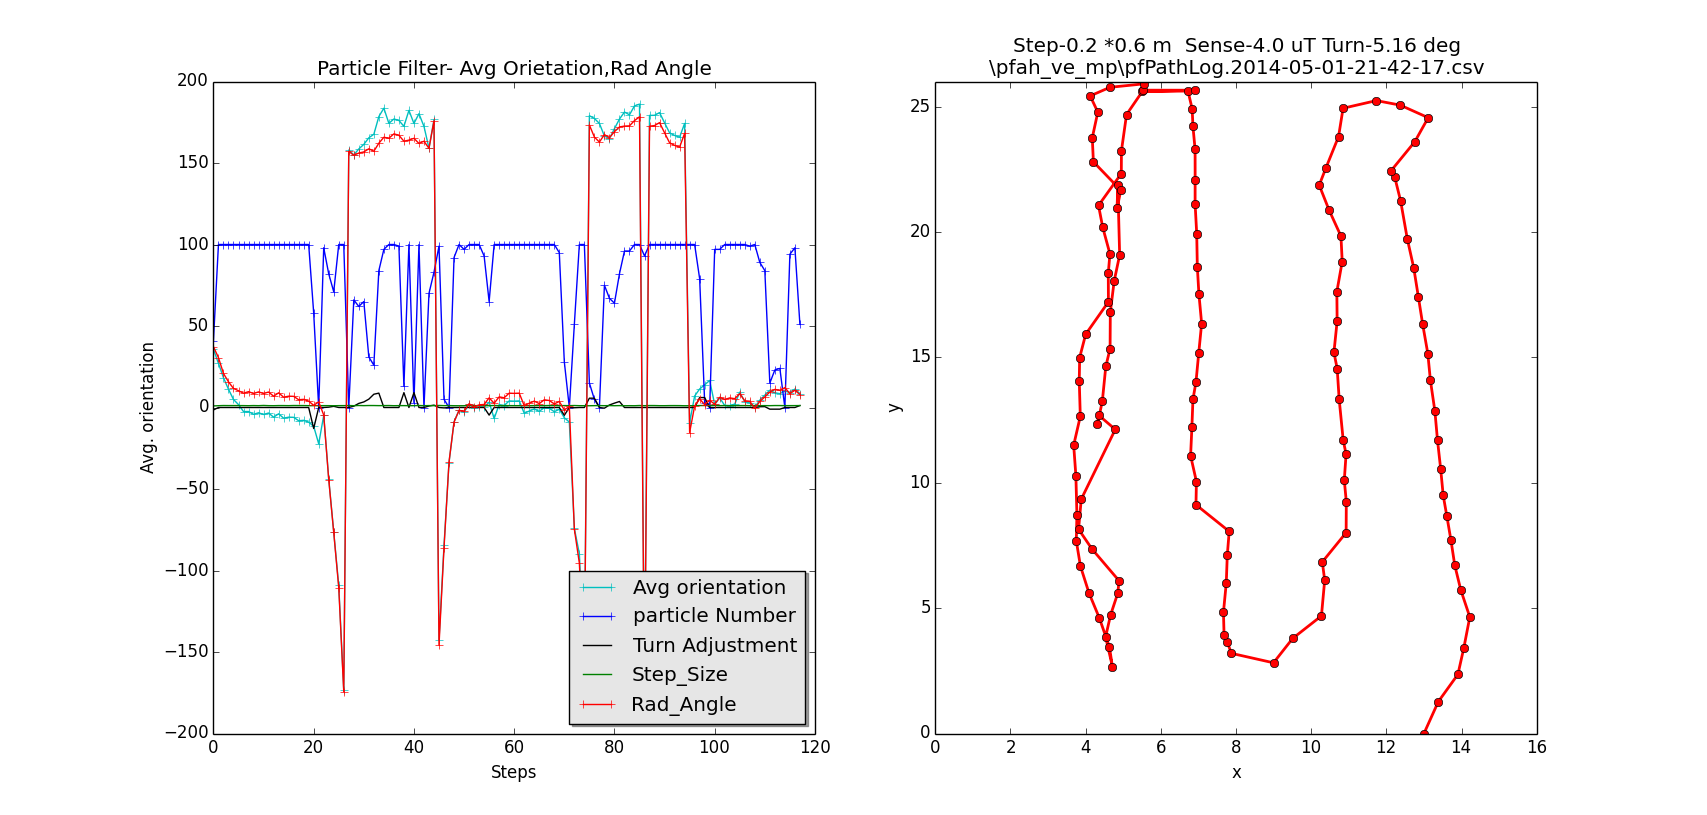 Particle Filter- Avg Orietation,Rad Angle
200
150
100
50
0
−50
−100
−150
−200
Avg. orientation
0 20 40 60 80 100 120
Steps
Avg orientation
particle Number
Turn Adjustment
Step_Size
Rad_Angle
Step-0.2 *0.6 m Sense-4.0 uT Turn-5.16 deg
\pfah_ve_mp\pfPathLog.2014-05-01-21-42-17.csv
25
20
15
10
5
0
y
0 2 4 6 8 10 12 14 16
x